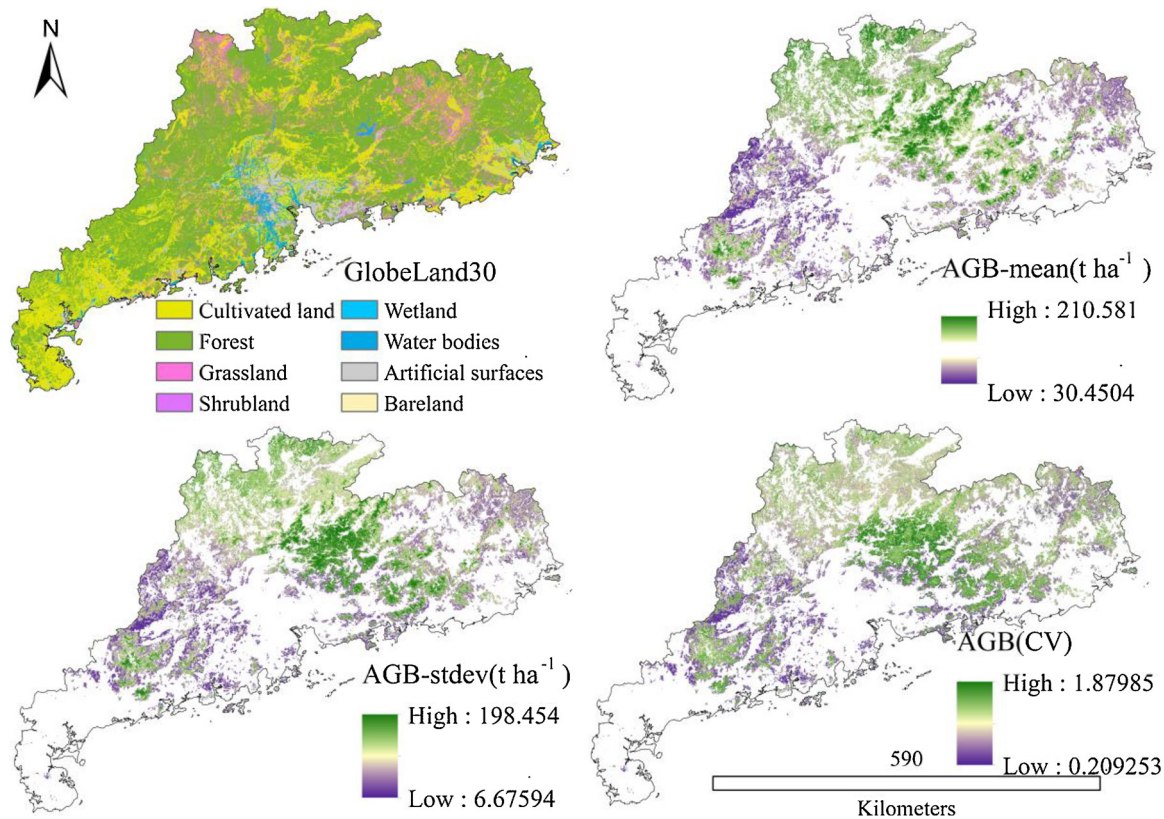 N
GlobeLand30
Cultivated land
Wetland
Forest
Water bodies
Grassland
Artificial surfaces
Shrubland
Bareland
AGB-mean(t ha⁻¹ )
High : 210.581
Low : 30.4504
AGB-stdev(t ha⁻¹ )
High : 198.454
Low : 6.67594
AGB(CV)
High : 1.87985
Low : 0.209253
590
Kilometers